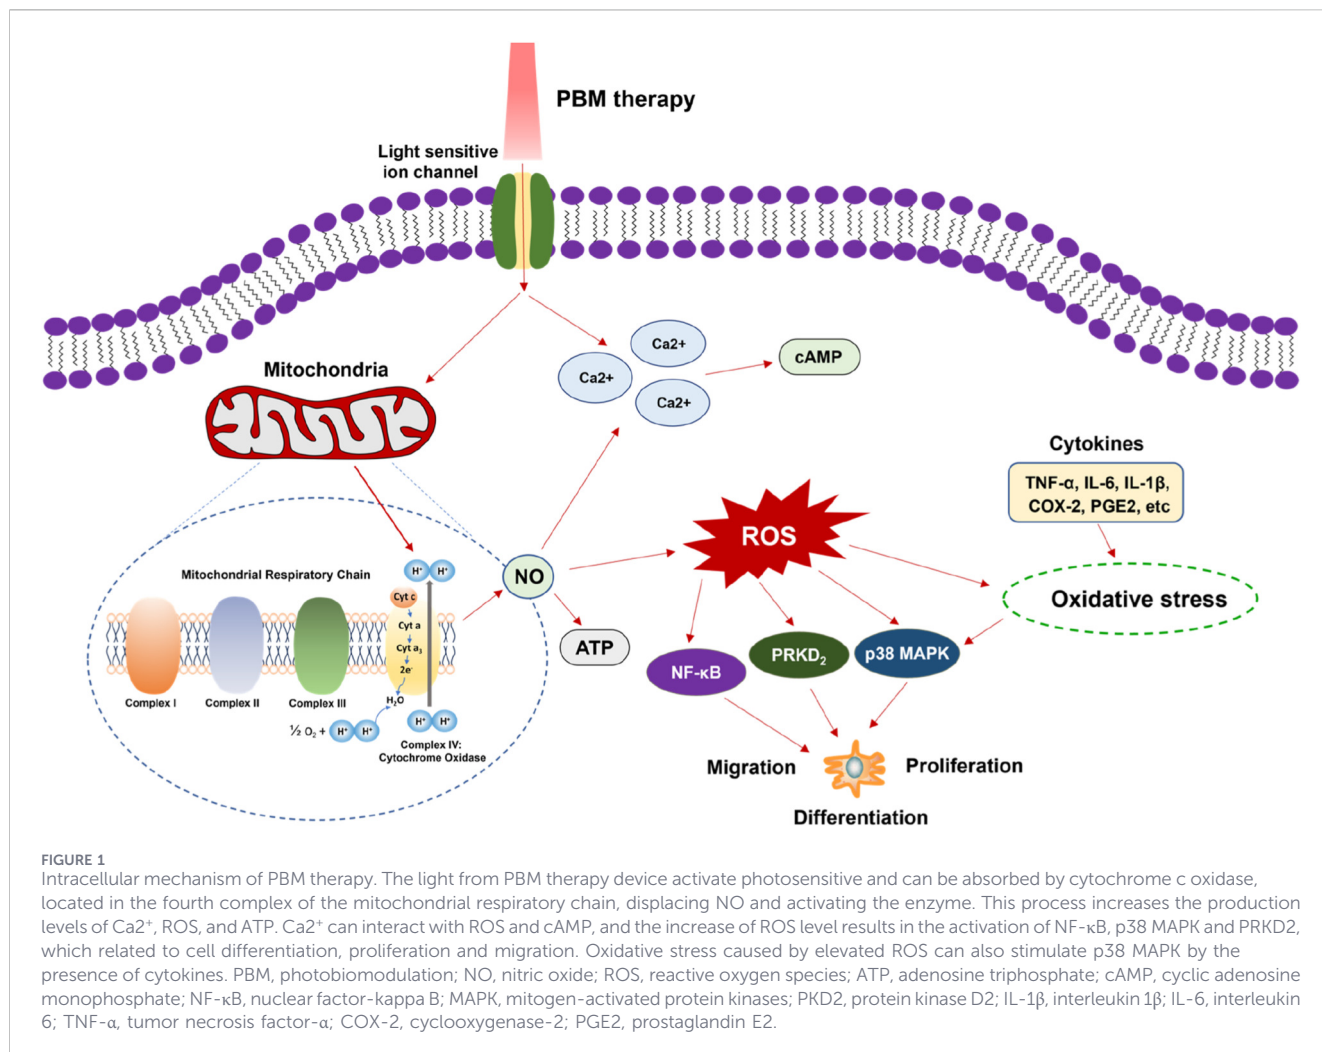 PBM therapy
Light sensitive
ion channel
Ca2+
Ca2+
Ca2+
cAMP
Mitochondria
Cytokines
TNF-α, IL-6, IL-1β,
COX-2, PGE2, etc
ROS
Oxidative stress
NO
ATP
NF-κB
PRKD₂
p38 MAPK
Mitochondrial Respiratory Chain
H⁺ H⁺
Cyt c
Cyt a
Cyt a₃
2e⁻
H₂O
Complex I
Complex II
Complex III
½ O₂ + H⁺ H⁺
H⁺ H⁺
Complex IV:
Cytochrome Oxidase
Migration
Proliferation
Differentiation
FIGURE 1
Intracellular mechanism of PBM therapy. The light from PBM therapy device activate photosensitive and can be absorbed by cytochrome c oxidase,
located in the fourth complex of the mitochondrial respiratory chain, displacing NO and activating the enzyme. This process increases the production
levels of Ca²⁺, ROS, and ATP. Ca²⁺ can interact with ROS and cAMP, and the increase of ROS level results in the activation of NF-κB, p38 MAPK and PRKD2,
which related to cell differentiation, proliferation and migration. Oxidative stress caused by elevated ROS can also stimulate p38 MAPK by the
presence of cytokines. PBM, photobiomodulation; NO, nitric oxide; ROS, reactive oxygen species; ATP, adenosine triphosphate; cAMP, cyclic adenosine
monophosphate; NF-κB, nuclear factor-kappa B; MAPK, mitogen-activated protein kinases; PKD2, protein kinase D2; IL-1β, interleukin 1β; IL-6, interleukin
6; TNF-α, tumor necrosis factor-α; COX-2, cyclooxygenase-2; PGE2, prostaglandin E2.